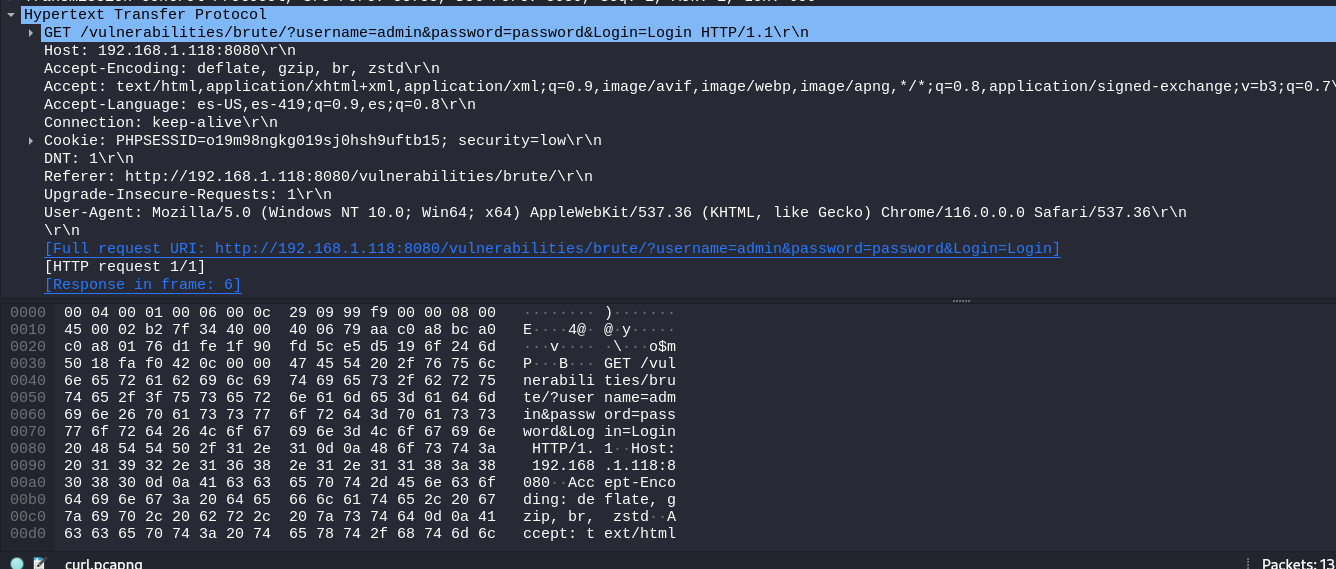 Hypertext Transfer Protocol
GET /vulnerabilities/brute/?username=admin&password=password&Login=Login HTTP/1.1\r\n
Host: 192.168.1.118:8080\r\n
Accept-Encoding: deflate, gzip, br, zstd\r\n
Accept: text/html,application/xhtml+xml,application/xml;q=0.9,image/avif,image/webp,image/apng,*/*;q=0.8,application/signed-exchange;v=b3;q=0.7\
Accept-Language: es-US,es-419;q=0.9,es;q=0.8\r\n
Connection: keep-alive\r\n
Cookie: PHPSESSID=o19m98ngkg019sj0hsh9uftb15; security=low\r\n
DNT: 1\r\n
Referer: http://192.168.1.118:8080/vulnerabilities/brute/\r\n
Upgrade-Insecure-Requests: 1\r\n
User-Agent: Mozilla/5.0 (Windows NT 10.0; Win64; x64) AppleWebKit/537.36 (KHTML, like Gecko) Chrome/116.0.0.0 Safari/537.36\r\n
\r\n
[Full request URI: http://192.168.1.118:8080/vulnerabilities/brute/?username=admin&password=password&Login=Login]
[HTTP request 1/1]
[Response in frame: 6]
0000 00 04 00 01 00 06 00 0c 29 09 99 f9 00 00 08 00 ········ )·······
0010 45 00 02 b2 7f 34 40 00 40 06 79 aa c0 a8 bc a0 E····4@· @·y·····
0020 c0 a8 01 76 d1 fe 1f 90 fd 5c e5 d5 19 6f 24 6d ···v···· ·\···o$m
0030 50 18 fa f0 42 0c 00 00 47 45 54 20 2f 76 75 6c P···B··· GET /vul
0040 6e 65 72 61 62 69 6c 69 74 69 65 73 2f 62 72 75 nerabili ties/bru
0050 74 65 2f 3f 75 73 65 72 6e 61 6d 65 3d 61 64 6d te/?user name=adm
0060 69 6e 26 70 61 73 73 77 6f 72 64 3d 70 61 73 73 in&passw ord=pass
0070 77 6f 72 64 26 4c 6f 67 69 6e 3d 4c 6f 67 69 6e word&Log in=Login
0080 20 48 54 54 50 2f 31 2e 31 0d 0a 48 6f 73 74 3a HTTP/1. 1··Host:
0090 20 31 39 32 2e 31 36 38 2e 31 2e 31 31 38 3a 38 192.168 .1.118:8
00a0 30 38 30 0d 0a 41 63 63 65 70 74 2d 45 6e 63 6f 080··Acc ept-Enco
00b0 64 69 6e 67 3a 20 64 65 66 6c 61 74 65 2c 20 67 ding: de flate, g
00c0 7a 69 70 2c 20 62 72 2c 20 7a 73 74 64 0d 0a 41 zip, br, zstd··A
00d0 63 63 65 70 74 3a 20 74 65 78 74 2f 68 74 6d 6c ccept: t ext/html
curl.pcapng Packets: 13